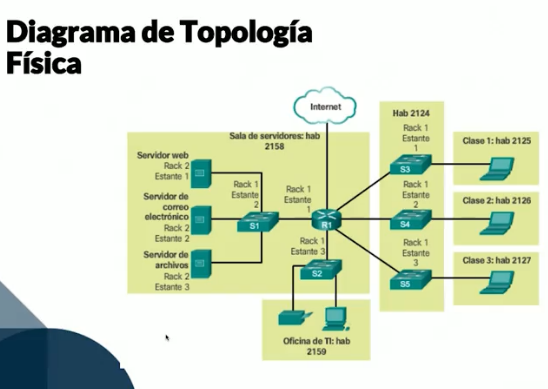 Diagrama de Topología
Física
Internet
Sala de servidores: hab
2158
Servidor web
Rack 2
Estante 1
Servidor de
correo
electrónico
Rack 2
Estante 2
Servidor de
archivos
Rack 2
Estante 3
Rack 1
Estante
2
S1
Rack 1
Estante
1
R1
Rack 1
Estante 3
S2
Oficina de TI: hab
2159
Hab 2124
Rack 1
Estante
1
S3
Rack 1
Estante
2
S4
Rack 1
Estante
3
S5
Clase 1: hab 2125
Clase 2: hab 2126
Clase 3: hab 2127